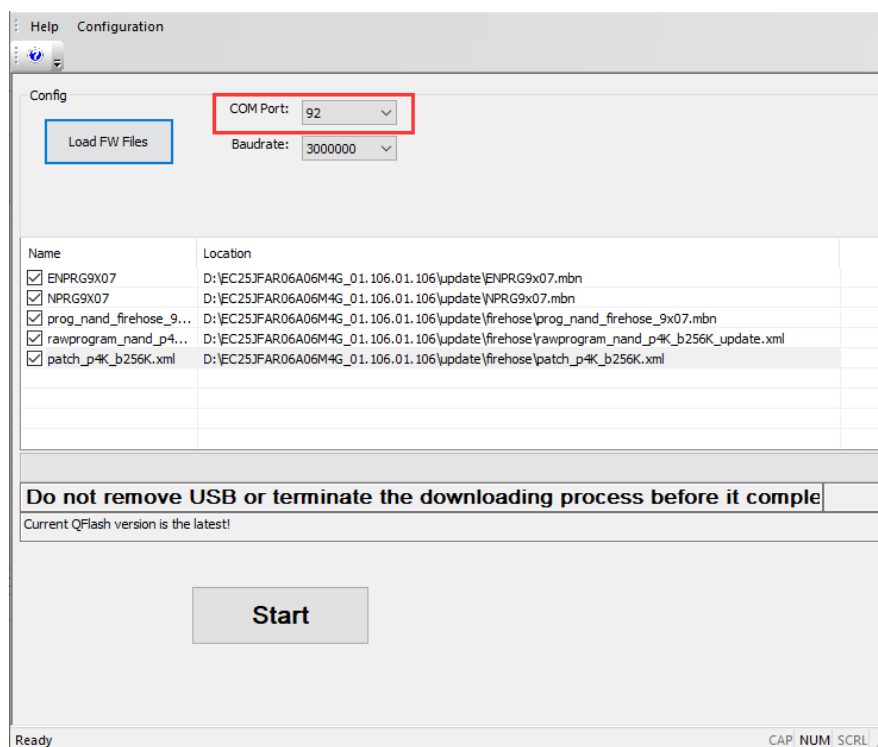 Help Configuration
Config
COM Port: 92
Load FW Files
Baudrate: 3000000
Name Location
ENPRG9X07 D:\EC25JFAR06A06M4G_01.106.01.106\update\ENPRG9x07.mbn
NPRG9X07 D:\EC25JFAR06A06M4G_01.106.01.106\update\NPRG9x07.mbn
prog_nand_firehose_9... D:\EC25JFAR06A06M4G_01.106.01.106\update\firehose\prog_nand_firehose_9x07.mbn
rawprogram_nand_p4... D:\EC25JFAR06A06M4G_01.106.01.106\update\firehose\rawprogram_nand_p4K_b256K_update.xml
patch_p4K_b256K.xml D:\EC25JFAR06A06M4G_01.106.01.106\update\firehose\patch_p4K_b256K.xml
Do not remove USB or terminate the downloading process before it comple
Current QFlash version is the latest!
Start
Ready CAP NUM SCRL